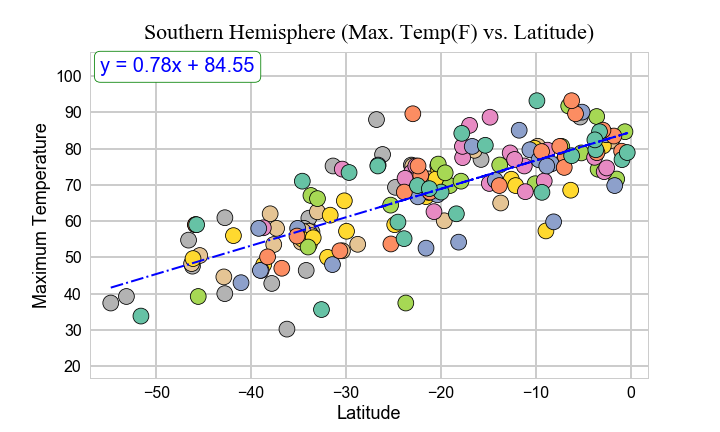 Southern Hemisphere (Max. Temp(F) vs. Latitude)
y = 0.78x + 84.55
100
90
80
70
60
50
40
30
20
Maximum Temperature
−50 −40 −30 −20 −10 0
Latitude